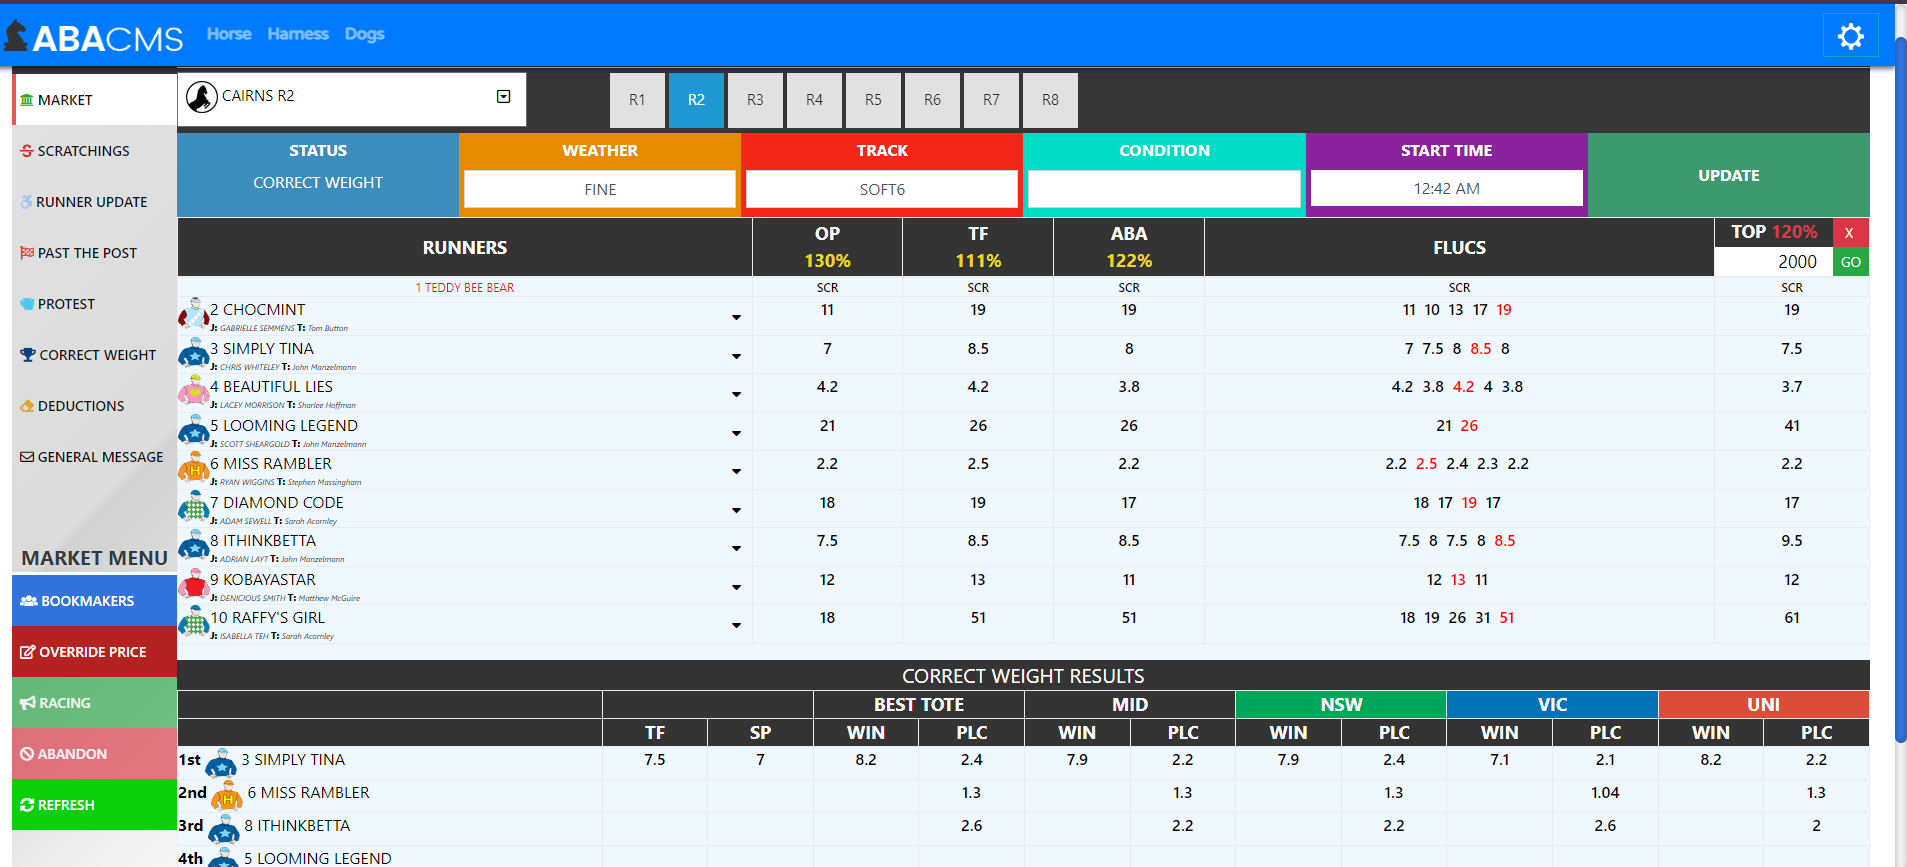 ABACMS Horse Harness Dogs
MARKET
SCRATCHINGS
RUNNER UPDATE
PAST THE POST
PROTEST
CORRECT WEIGHT
DEDUCTIONS
GENERAL MESSAGE
MARKET MENU
BOOKMAKERS
OVERRIDE PRICE
RACING
ABANDON
REFRESH
CAIRNS R2 R1 R2 R3 R4 R5 R6 R7 R8
STATUS WEATHER TRACK CONDITION START TIME UPDATE
CORRECT WEIGHT FINE SOFT6 12:42 AM
RUNNERS OP TF ABA FLUCS TOP 120% X
130% 111% 122% 2000 GO
1 TEDDY BEE BEAR SCR SCR SCR SCR SCR
2 CHOCMINT 11 19 19 11 10 13 17 19 19
J: GABRIELLE SEMMENS T: Tom Button
3 SIMPLY TINA 7 8.5 8 7 7.5 8 8.5 8 7.5
J: CHRIS WHITELEY T: John Manzelmann
4 BEAUTIFUL LIES 4.2 4.2 3.8 4.2 3.8 4.2 4 3.8 3.7
J: LACEY MORRISON T: Sharlee Hoffman
5 LOOMING LEGEND 21 26 26 21 26 41
J: SCOTT SHEARGOLD T: John Manzelmann
6 MISS RAMBLER 2.2 2.5 2.2 2.2 2.5 2.4 2.3 2.2 2.2
J: RYAN WIGGINS T: Stephen Massingham
7 DIAMOND CODE 18 19 17 18 17 19 17 17
J: ADAM SEWELL T: Sarah Acornley
8 ITHINKBETTA 7.5 8.5 8.5 7.5 8 7.5 8 8.5 9.5
J: ADRIAN LAYT T: John Manzelmann
9 KOBAYASTAR 12 13 11 12 13 11 12
J: DENICIOUS SMITH T: Matthew McGuire
10 RAFFY'S GIRL 18 51 51 18 19 26 31 51 61
J: ISABELLA TEH T: Sarah Acornley
CORRECT WEIGHT RESULTS
BEST TOTE MID NSW VIC UNI
TF SP WIN PLC WIN PLC WIN PLC WIN PLC WIN PLC
1st 3 SIMPLY TINA 7.5 7 8.2 2.4 7.9 2.2 7.9 2.4 7.1 2.1 8.2 2.2
2nd H 6 MISS RAMBLER 1.3 1.3 1.3 1.04 1.3
3rd 8 ITHINKBETTA 2.6 2.2 2.2 2.6 2
4th 5 LOOMING LEGEND